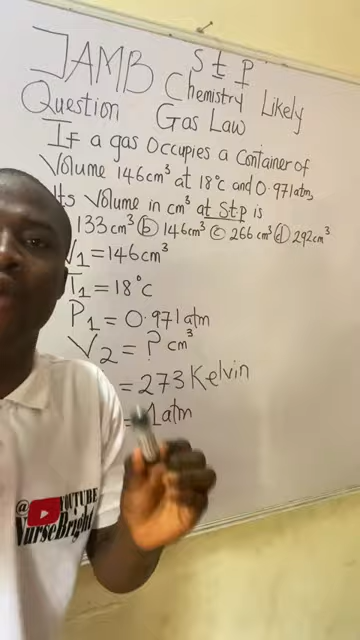 S t P
JAMB Chemistry Likely
Question Gas Law
If a gas occupies a Container of
Volume 146cm³ at 18°c and 0.971atm,
Its Volume in cm³ at S.t.p is
133cm³ (b) 146cm³ (c) 266cm³ (d) 292cm³
V₁ = 146cm³
T₁ = 18°c
P₁ = 0.971atm
V₂ = ? cm³
= 273 Kelvin
= 1atm
@ YOUTUBE
NurseBright